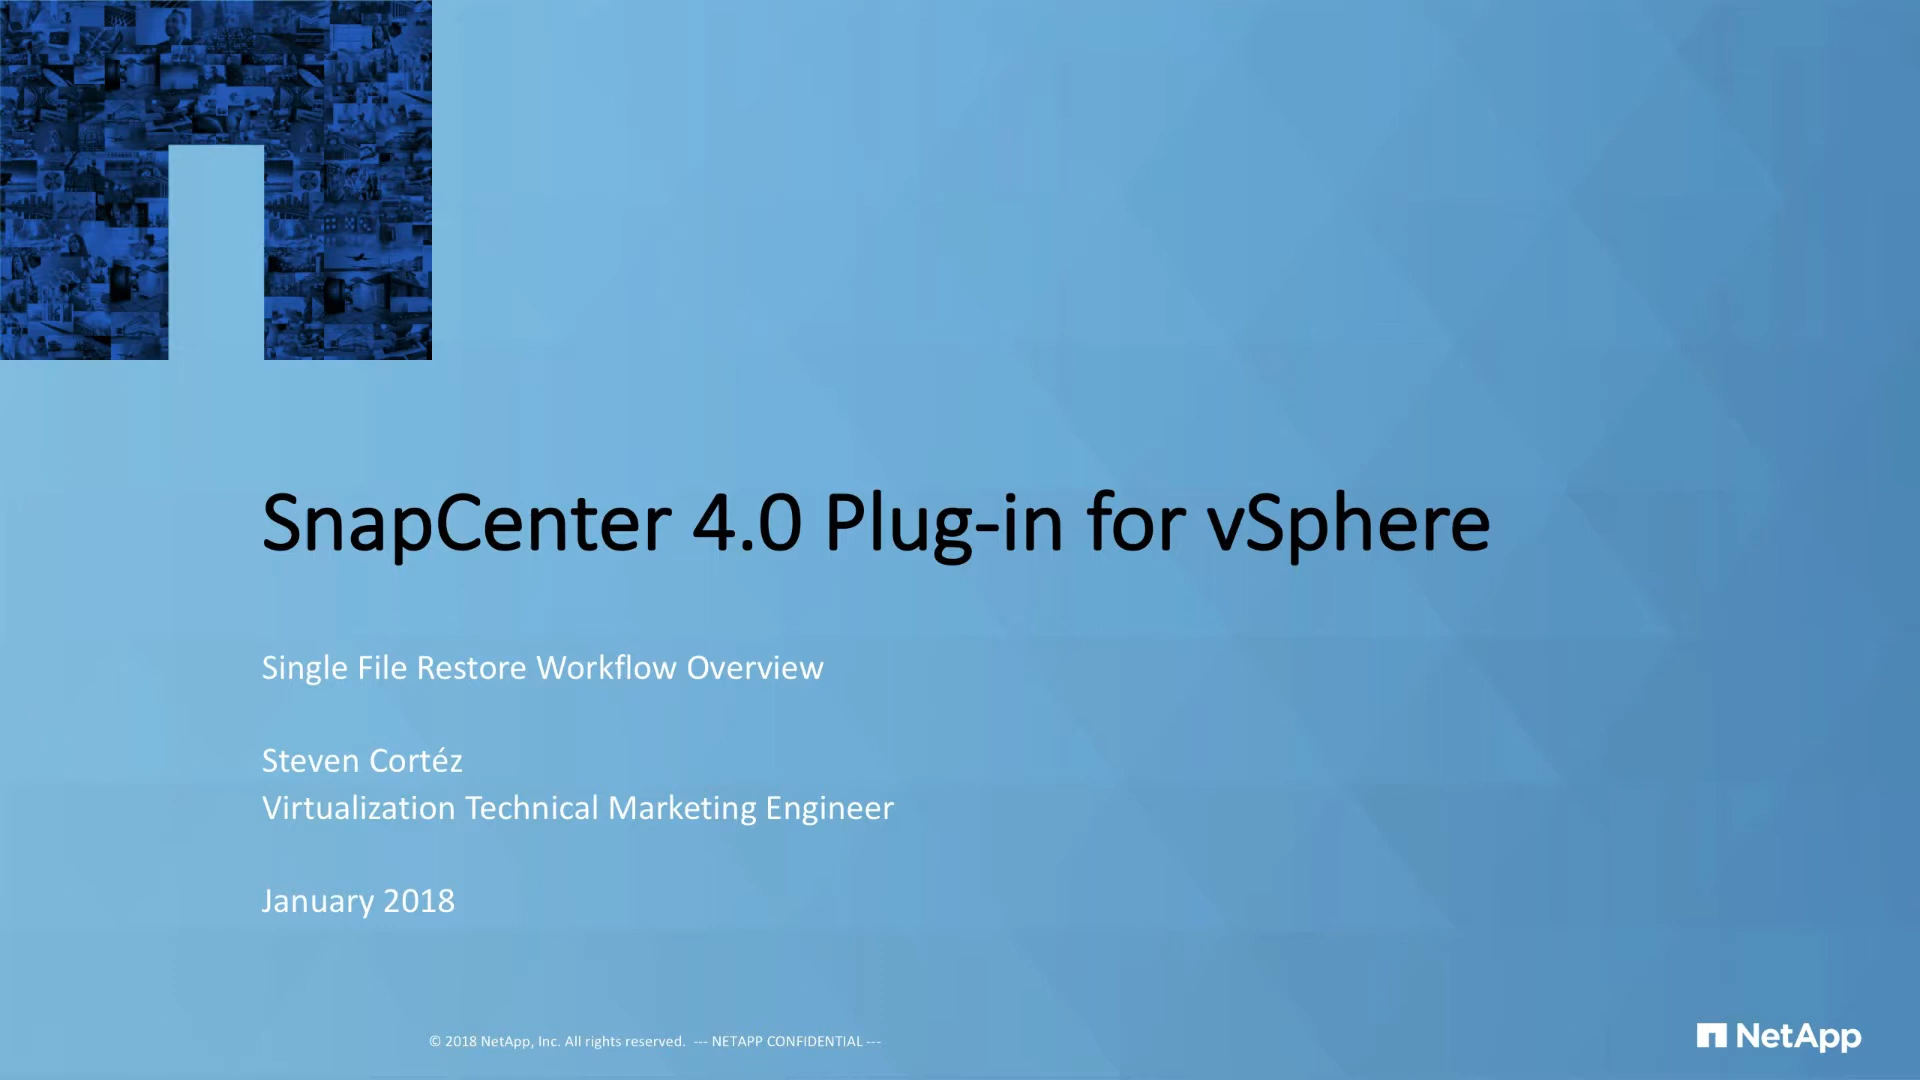 SnapCenter 4.0 Plug-in for vSphere
Single File Restore Workflow Overview
Steven Cortéz
Virtualization Technical Marketing Engineer
January 2018
© 2018 NetApp, Inc. All rights reserved.  --- NETAPP CONFIDENTIAL ---
NetApp